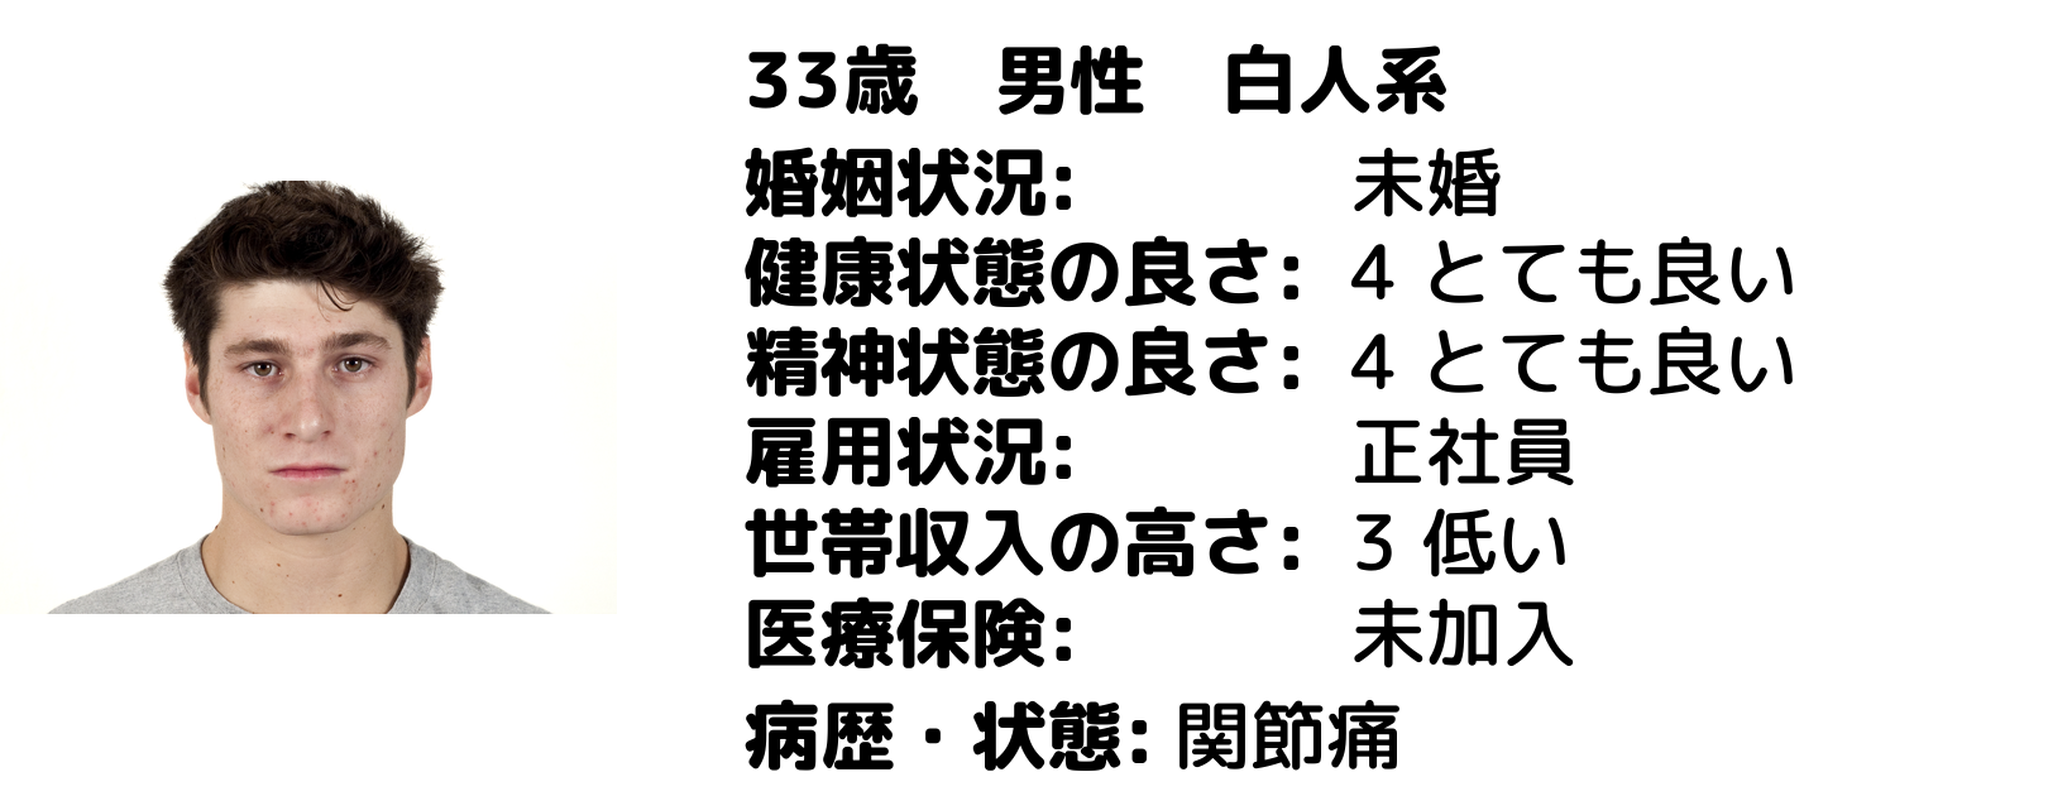 33歳　男性　白人系
婚姻状況: 未婚
健康状態の良さ: 4 とても良い
精神状態の良さ: 4 とても良い
雇用状況: 正社員
世帯収入の高さ: 3 低い
医療保険: 未加入
病歴・状態: 関節痛